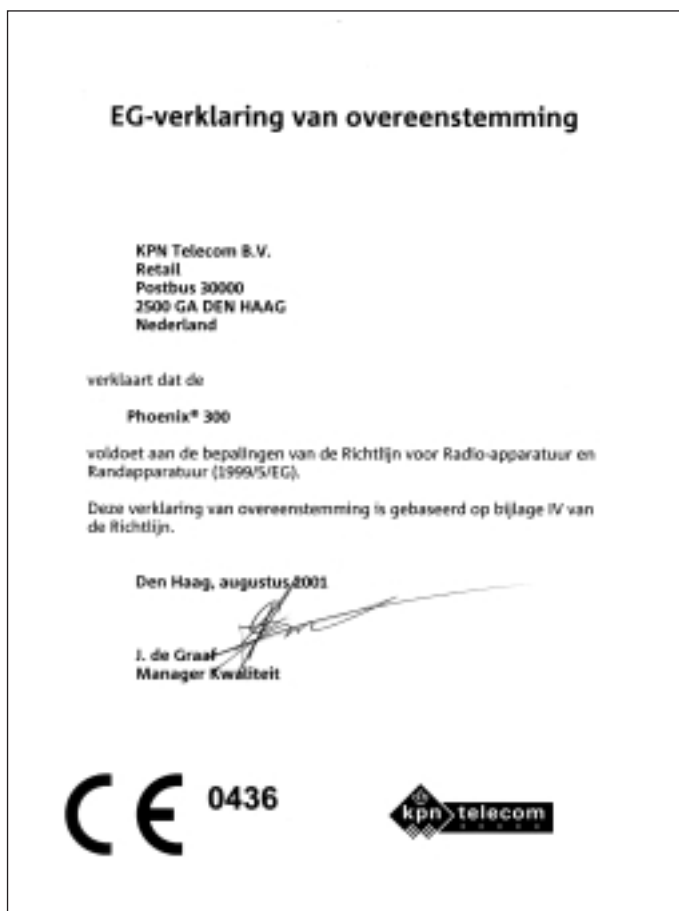 EG-verklaring van overeenstemming
KPN Telecom B.V.
Retail
Postbus 30000
2500 GA DEN HAAG
Nederland
verklaart dat de
Phoenix® 300
voldoet aan de bepalingen van de Richtlijn voor Radio-apparatuur en
Randapparatuur (1999/5/EG).
Deze verklaring van overeenstemming is gebaseerd op bijlage IV van
de Richtlijn.
Den Haag, augustus 2001
J. de Graaf
Manager Kwaliteit
CE 0436
kpn telecom